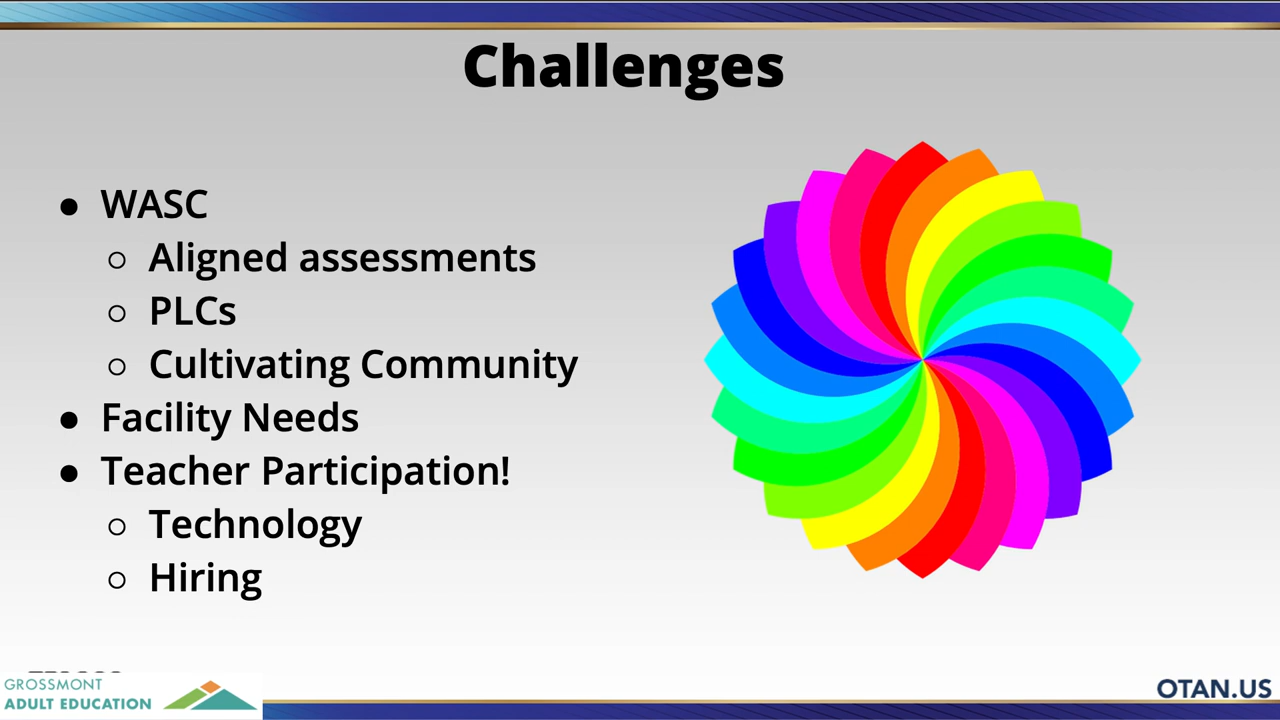 Challenges
● WASC
○ Aligned assessments
○ PLCs
○ Cultivating Community
● Facility Needs
● Teacher Participation!
○ Technology
○ Hiring
GROSSMONT
ADULT EDUCATION
OTAN.US